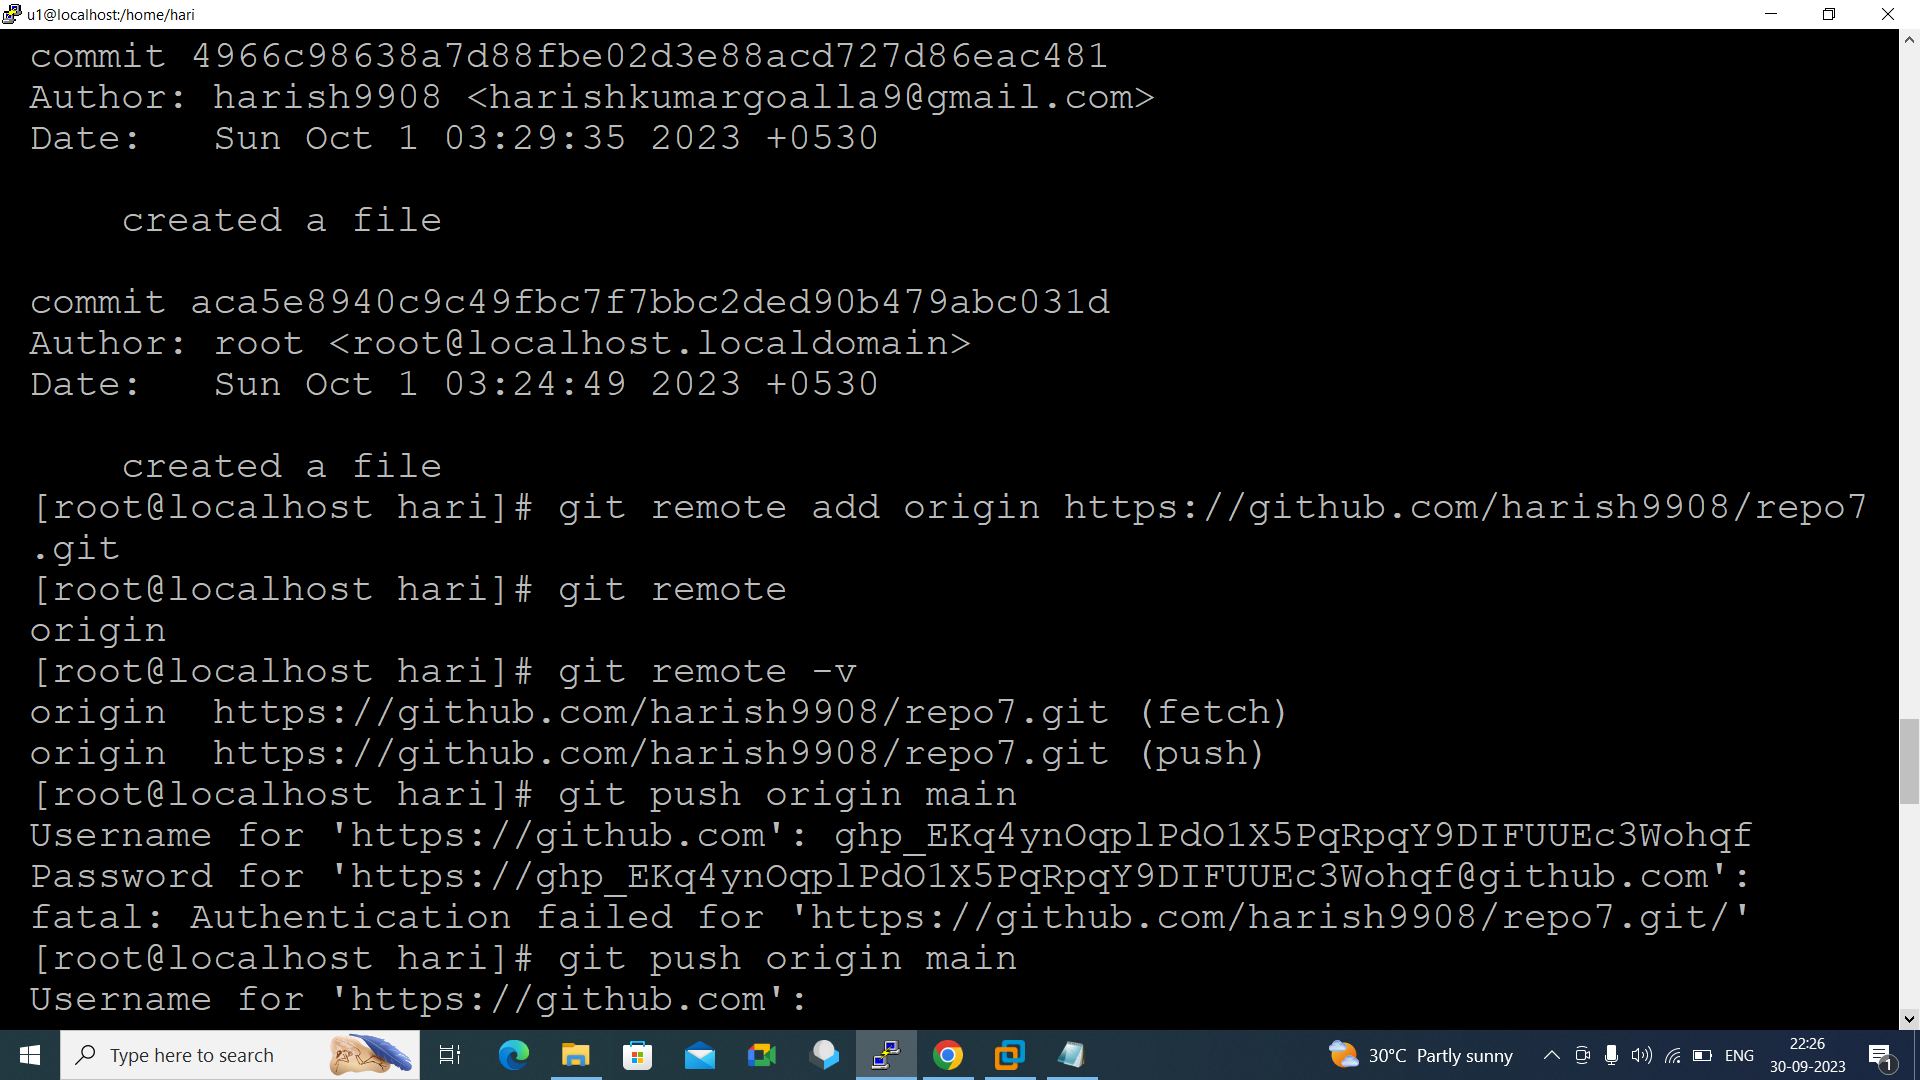 u1@localhost:/home/hari
commit 4966c98638a7d88fbe02d3e88acd727d86eac481
Author: harish9908 <harishkumargoalla9@gmail.com>
Date:   Sun Oct 1 03:29:35 2023 +0530
created a file
commit aca5e8940c9c49fbc7f7bbc2ded90b479abc031d
Author: root <root@localhost.localdomain>
Date:   Sun Oct 1 03:24:49 2023 +0530
created a file
[root@localhost hari]# git remote add origin https://github.com/harish9908/repo7
.git
[root@localhost hari]# git remote
origin
[root@localhost hari]# git remote -v
origin  https://github.com/harish9908/repo7.git (fetch)
origin  https://github.com/harish9908/repo7.git (push)
[root@localhost hari]# git push origin main
Username for 'https://github.com': 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
Password for 'https://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@github.com':
fatal: Authentication failed for 'https://github.com/harish9908/repo7.git/'
[root@localhost hari]# git push origin main
Username for 'https://github.com':
Type here to search
30°C Partly sunny
ENG
22:26
30-09-2023
1